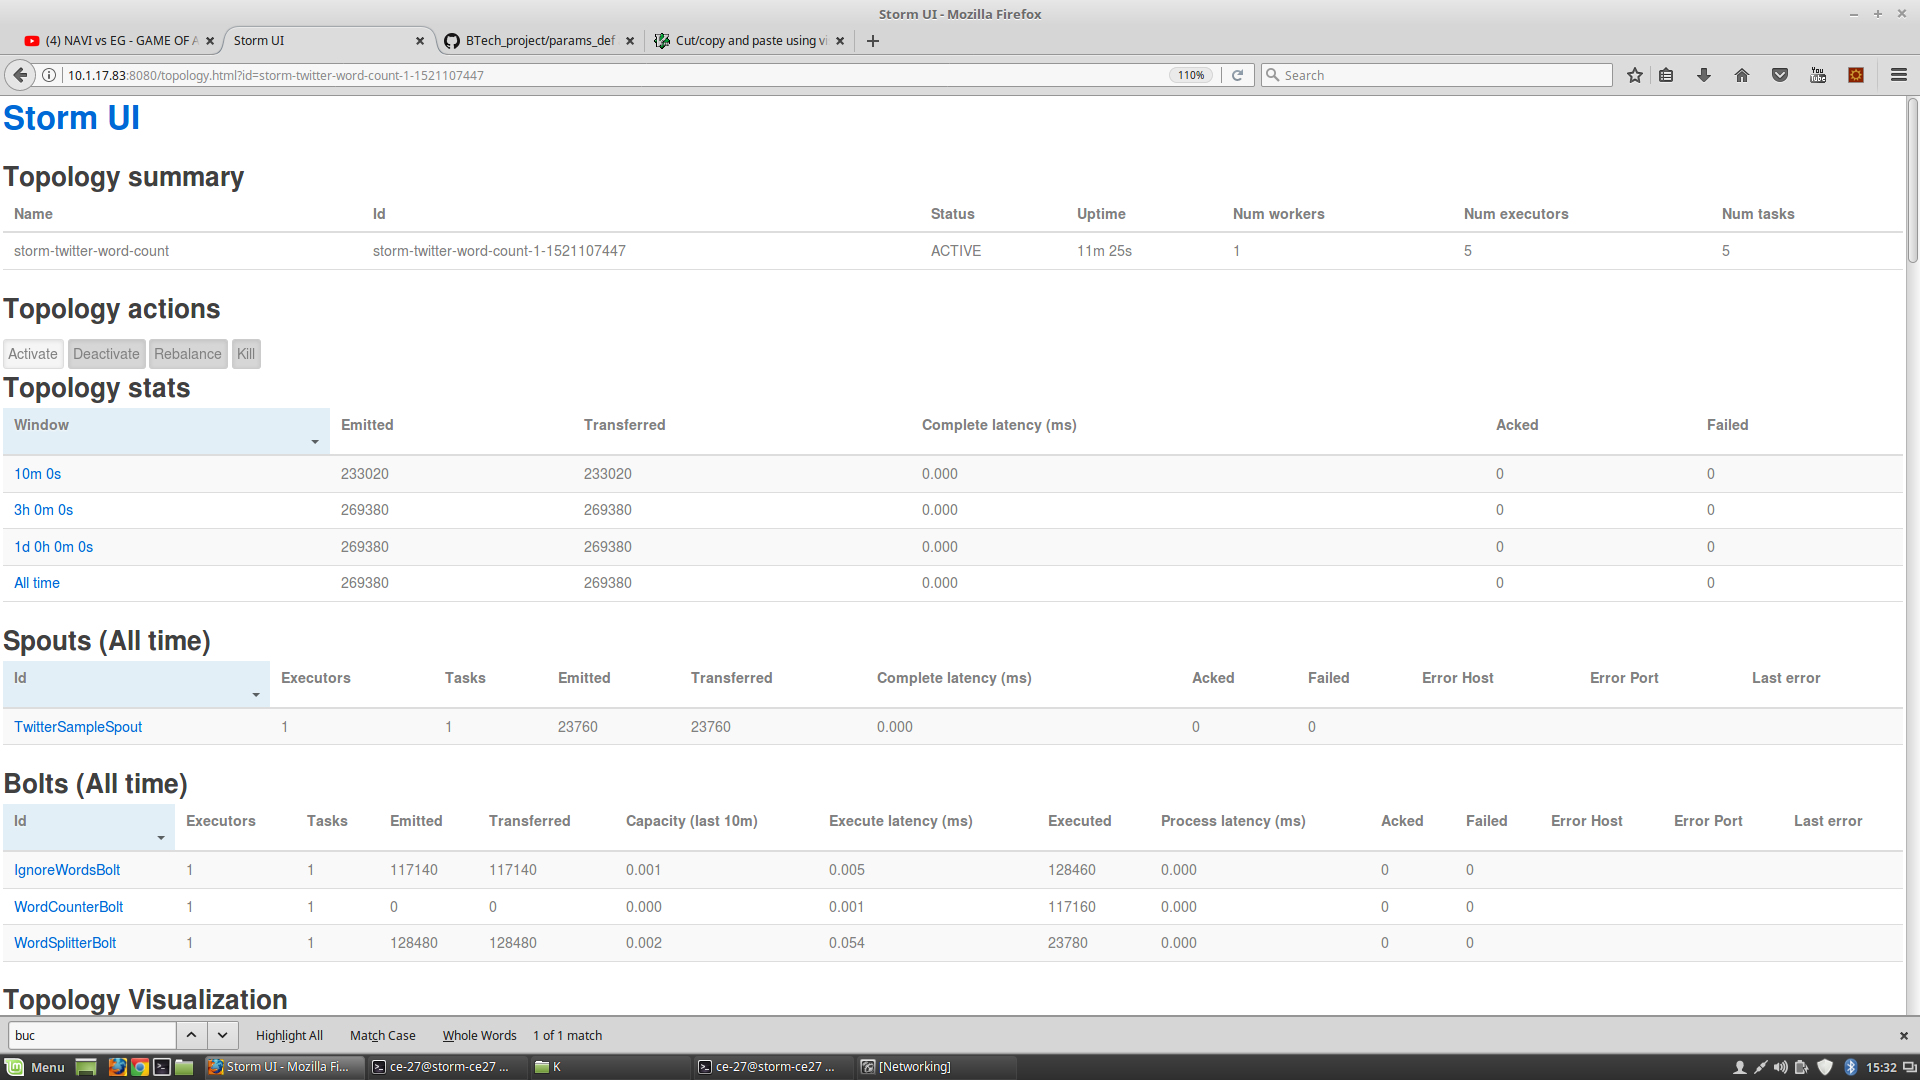 Storm UI - Mozilla Firefox
(4) NAVI vs EG - GAME OF A
Storm UI
BTech_project/params_def
Cut/copy and paste using vi
10.1.17.83:8080/topology.html?id=storm-twitter-word-count-1-1521107447
110%
Search
Storm UI
Topology summary
Name Id Status Uptime Num workers Num executors Num tasks
storm-twitter-word-count storm-twitter-word-count-1-1521107447 ACTIVE 11m 25s 1 5 5
Topology actions
Activate Deactivate Rebalance Kill
Topology stats
Window Emitted Transferred Complete latency (ms) Acked Failed
10m 0s 233020 233020 0.000 0 0
3h 0m 0s 269380 269380 0.000 0 0
1d 0h 0m 0s 269380 269380 0.000 0 0
All time 269380 269380 0.000 0 0
Spouts (All time)
Id Executors Tasks Emitted Transferred Complete latency (ms) Acked Failed Error Host Error Port Last error
TwitterSampleSpout 1 1 23760 23760 0.000 0 0
Bolts (All time)
Id Executors Tasks Emitted Transferred Capacity (last 10m) Execute latency (ms) Executed Process latency (ms) Acked Failed Error Host Error Port Last error
IgnoreWordsBolt 1 1 117140 117140 0.001 0.005 128460 0.000 0 0
WordCounterBolt 1 1 0 0 0.000 0.001 117160 0.000 0 0
WordSplitterBolt 1 1 128480 128480 0.002 0.054 23780 0.000 0 0
Topology Visualization
buc Highlight All Match Case Whole Words 1 of 1 match
Menu Storm UI - Mozilla Fi... ce-27@storm-ce27 ... K ce-27@storm-ce27 ... [Networking] 15:32